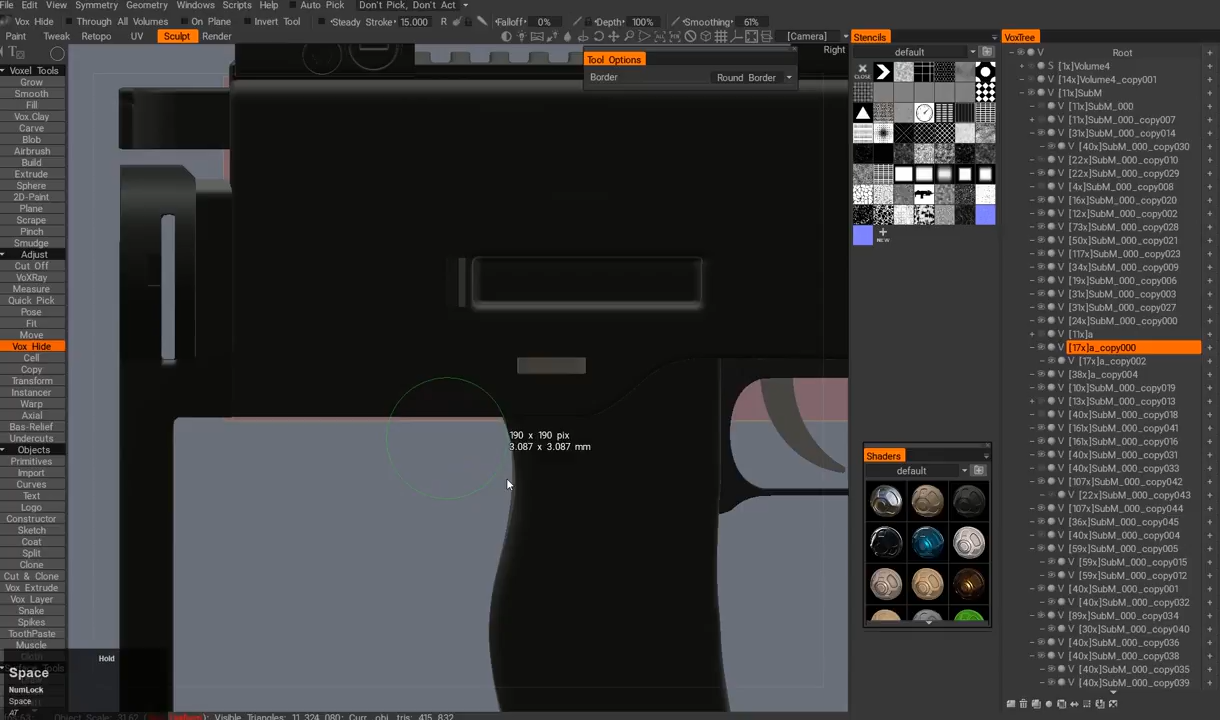 File Edit View Symmetry Geometry Windows Scripts Help Auto Pick Don't Pick, Don't Act
Vox Hide Through All Volumes On Plane Invert Tool Steady Stroke: 15.000 R Falloff: 0% Depth: 100% Smoothing: 61%
Paint Tweak Retopo UV Sculpt Render [Camera]
Right
Voxel Tools
Grow
Smooth
Fill
Vox.Clay
Carve
Blob
Airbrush
Build
Extrude
Sphere
2D-Paint
Plane
Scrape
Pinch
Smudge
Adjust
Cut Off
VoXRay
Measure
Quick Pick
Pose
Fit
Move
Vox Hide
Cell
Copy
Transform
Instancer
Warp
Axial
Bas-Relief
Undercuts
Objects
Primitives
Import
Curves
Text
Logo
Constructor
Sketch
Coat
Split
Clone
Cut & Clone
Vox Extrude
Vox Layer
Snake
Spikes
ToothPaste
Muscle
Cloth
Hold
Space
NumLock
Space
Tool Options
Border Round Border
190 x 190 pix
3.087 x 3.087 mm
Visible Triangles: 11,324,080; Curr. obj. tris: 415,832
Stencils
default
CLOSE
NEW
Shaders
default
VoxTree
Root
[1x]Volume4
[14x]Volume4_copy001
[11x]SubM
[11x]SubM_000
[11x]SubM_000_copy007
[31x]SubM_000_copy014
[40x]SubM_000_copy030
[22x]SubM_000_copy010
[22x]SubM_000_copy029
[4x]SubM_000_copy008
[16x]SubM_000_copy020
[12x]SubM_000_copy002
[73x]SubM_000_copy028
[50x]SubM_000_copy021
[117x]SubM_000_copy023
[34x]SubM_000_copy009
[19x]SubM_000_copy006
[31x]SubM_000_copy003
[31x]SubM_000_copy027
[24x]SubM_000_copy000
[11x]a
[17x]a_copy000
[17x]a_copy002
[38x]a_copy004
[10x]SubM_000_copy019
[13x]SubM_000_copy013
[40x]SubM_000_copy018
[161x]SubM_000_copy041
[161x]SubM_000_copy016
[40x]SubM_000_copy031
[40x]SubM_000_copy033
[107x]SubM_000_copy042
[22x]SubM_000_copy043
[107x]SubM_000_copy044
[36x]SubM_000_copy045
[40x]SubM_000_copy004
[59x]SubM_000_copy005
[59x]SubM_000_copy015
[59x]SubM_000_copy012
[40x]SubM_000_copy001
[40x]SubM_000_copy032
[89x]SubM_000_copy034
[30x]SubM_000_copy040
[40x]SubM_000_copy036
[40x]SubM_000_copy038
[40x]SubM_000_copy035
[40x]SubM_000_copy039